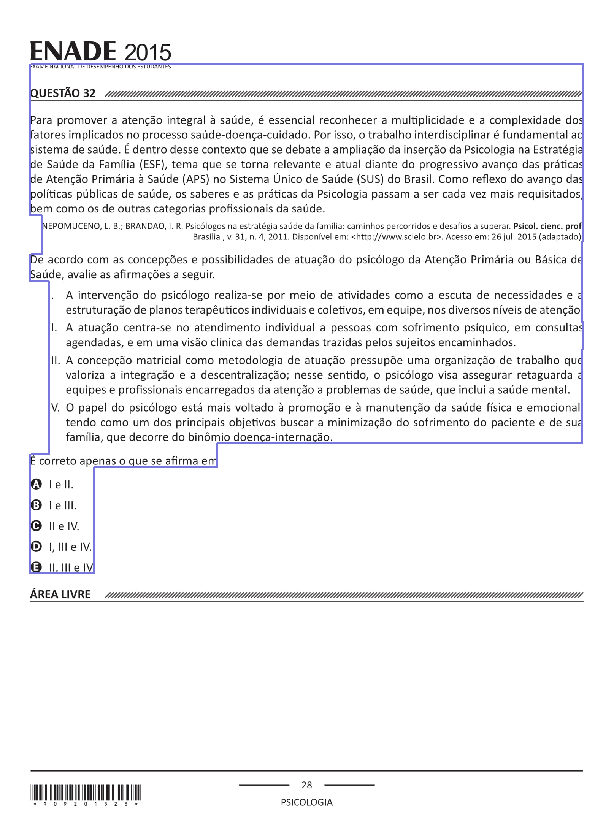 ENADE 2015
EXAME NACIONAL DE DESEMPENHO DOS ESTUDANTES
QUESTÃO 32
Para promover a atenção integral à saúde, é essencial reconhecer a multiplicidade e a complexidade dos
fatores implicados no processo saúde-doença-cuidado. Por isso, o trabalho interdisciplinar é fundamental ao
sistema de saúde. É dentro desse contexto que se debate a ampliação da inserção da Psicologia na Estratégia
de Saúde da Família (ESF), tema que se torna relevante e atual diante do progressivo avanço das práticas
de Atenção Primária à Saúde (APS) no Sistema Único de Saúde (SUS) do Brasil. Como reflexo do avanço das
políticas públicas de saúde, os saberes e as práticas da Psicologia passam a ser cada vez mais requisitados,
bem como os de outras categorias profissionais da saúde.
NEPOMUCENO, L. B.; BRANDAO, I. R. Psicólogos na estratégia saúde da família: caminhos percorridos e desafios a superar. Psicol. cienc. prof
Brasília , v. 31, n. 4, 2011. Disponível em: <http://www.scielo.br>. Acesso em: 26 jul. 2015 (adaptado)
De acordo com as concepções e possibilidades de atuação do psicólogo da Atenção Primária ou Básica de
Saúde, avalie as afirmações a seguir.
. A intervenção do psicólogo realiza-se por meio de atividades como a escuta de necessidades e a
estruturação de planos terapêuticos individuais e coletivos, em equipe, nos diversos níveis de atenção
I. A atuação centra-se no atendimento individual a pessoas com sofrimento psíquico, em consultas
agendadas, e em uma visão clínica das demandas trazidas pelos sujeitos encaminhados.
II. A concepção matricial como metodologia de atuação pressupõe uma organização de trabalho que
valoriza a integração e a descentralização; nesse sentido, o psicólogo visa assegurar retaguarda a
equipes e profissionais encarregados da atenção a problemas de saúde, que inclui a saúde mental.
V. O papel do psicólogo está mais voltado à promoção e à manutenção da saúde física e emocional
tendo como um dos principais objetivos buscar a minimização do sofrimento do paciente e de sua
família, que decorre do binômio doença-internação.
É correto apenas o que se afirma em
A I e II.
B I e III.
C II e IV.
D I, III e IV.
E II, III e IV
ÁREA LIVRE
28
PSICOLOGIA